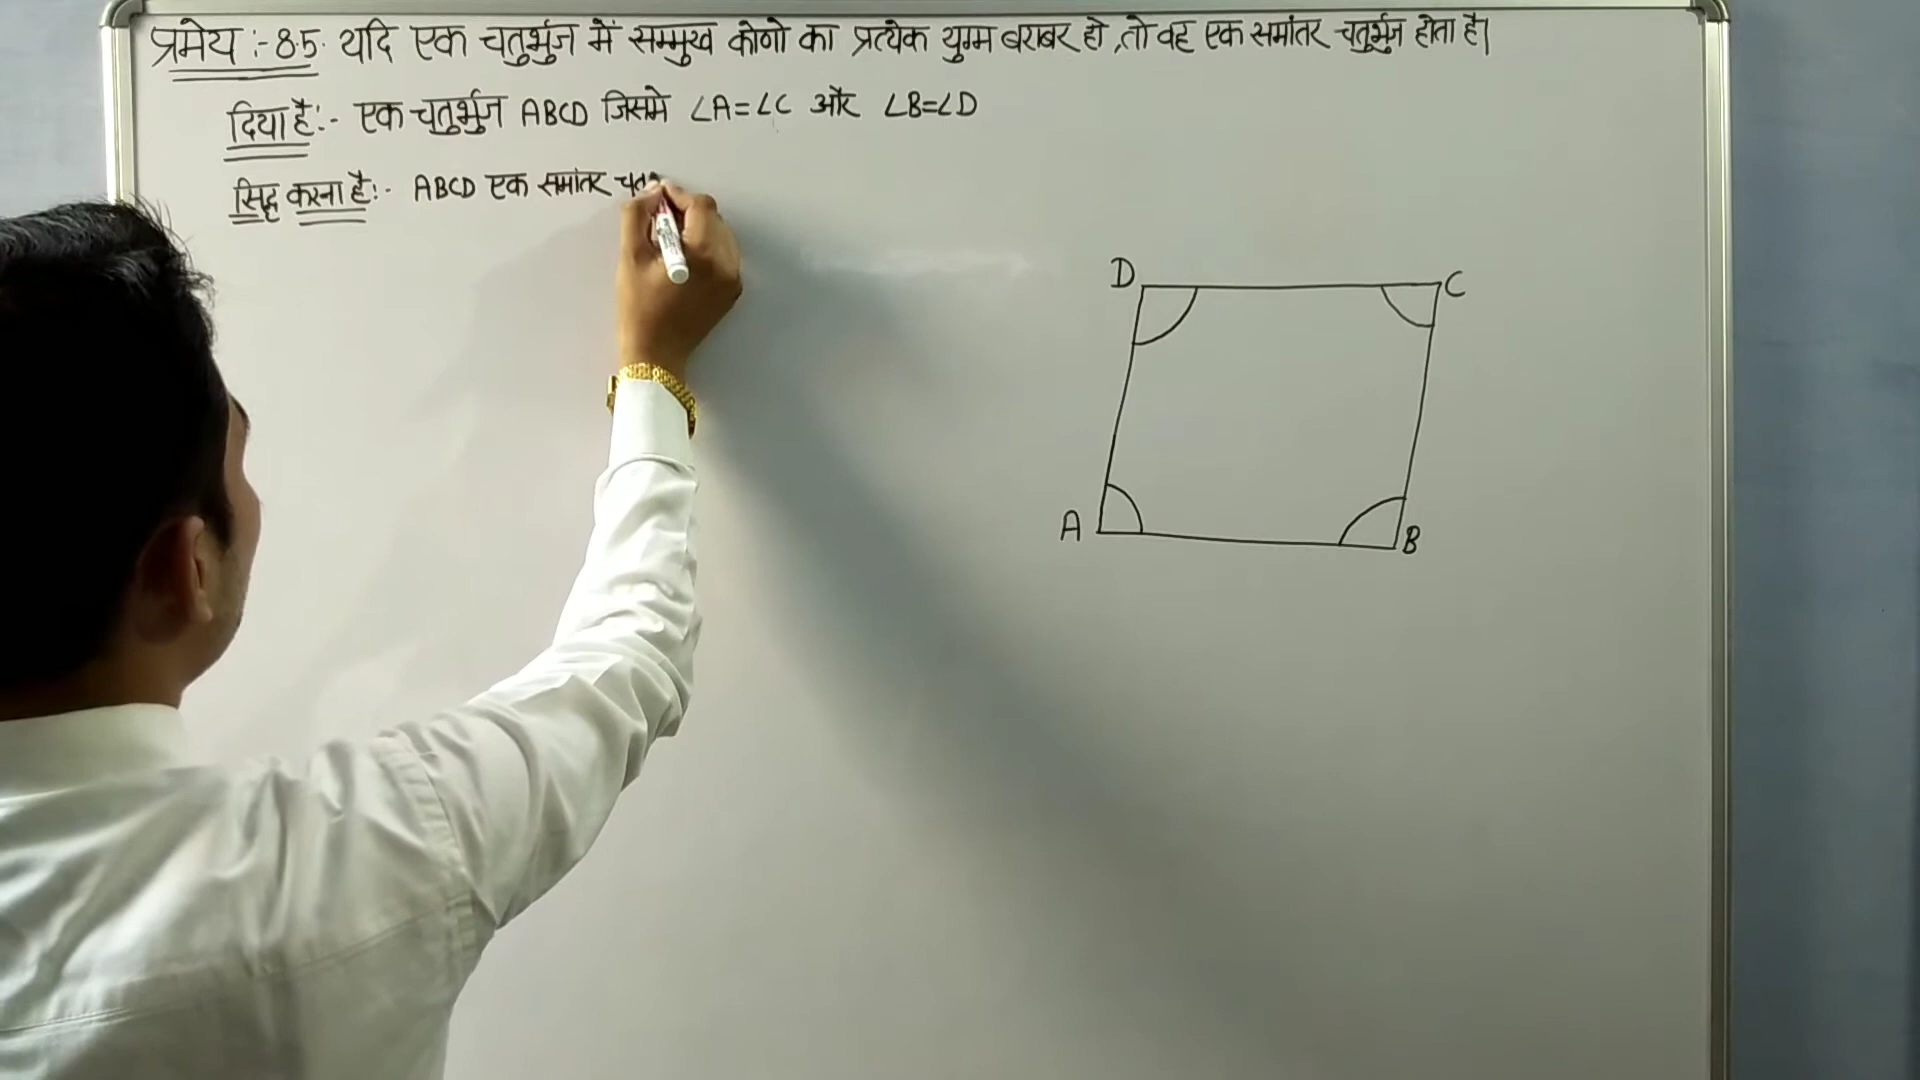 प्रमेय :- 8.5. यदि एक चतुर्भुज में सम्मुख कोणो का प्रत्येक युग्म बराबर हो ,तो वह एक समांतर चतुर्भुज होता है।
दिया है :- एक चतुर्भुज ABCD जिसमे ∠A=∠C और ∠B=∠D
सिद्ध करना है :- ABCD एक समांतर
D C
A B